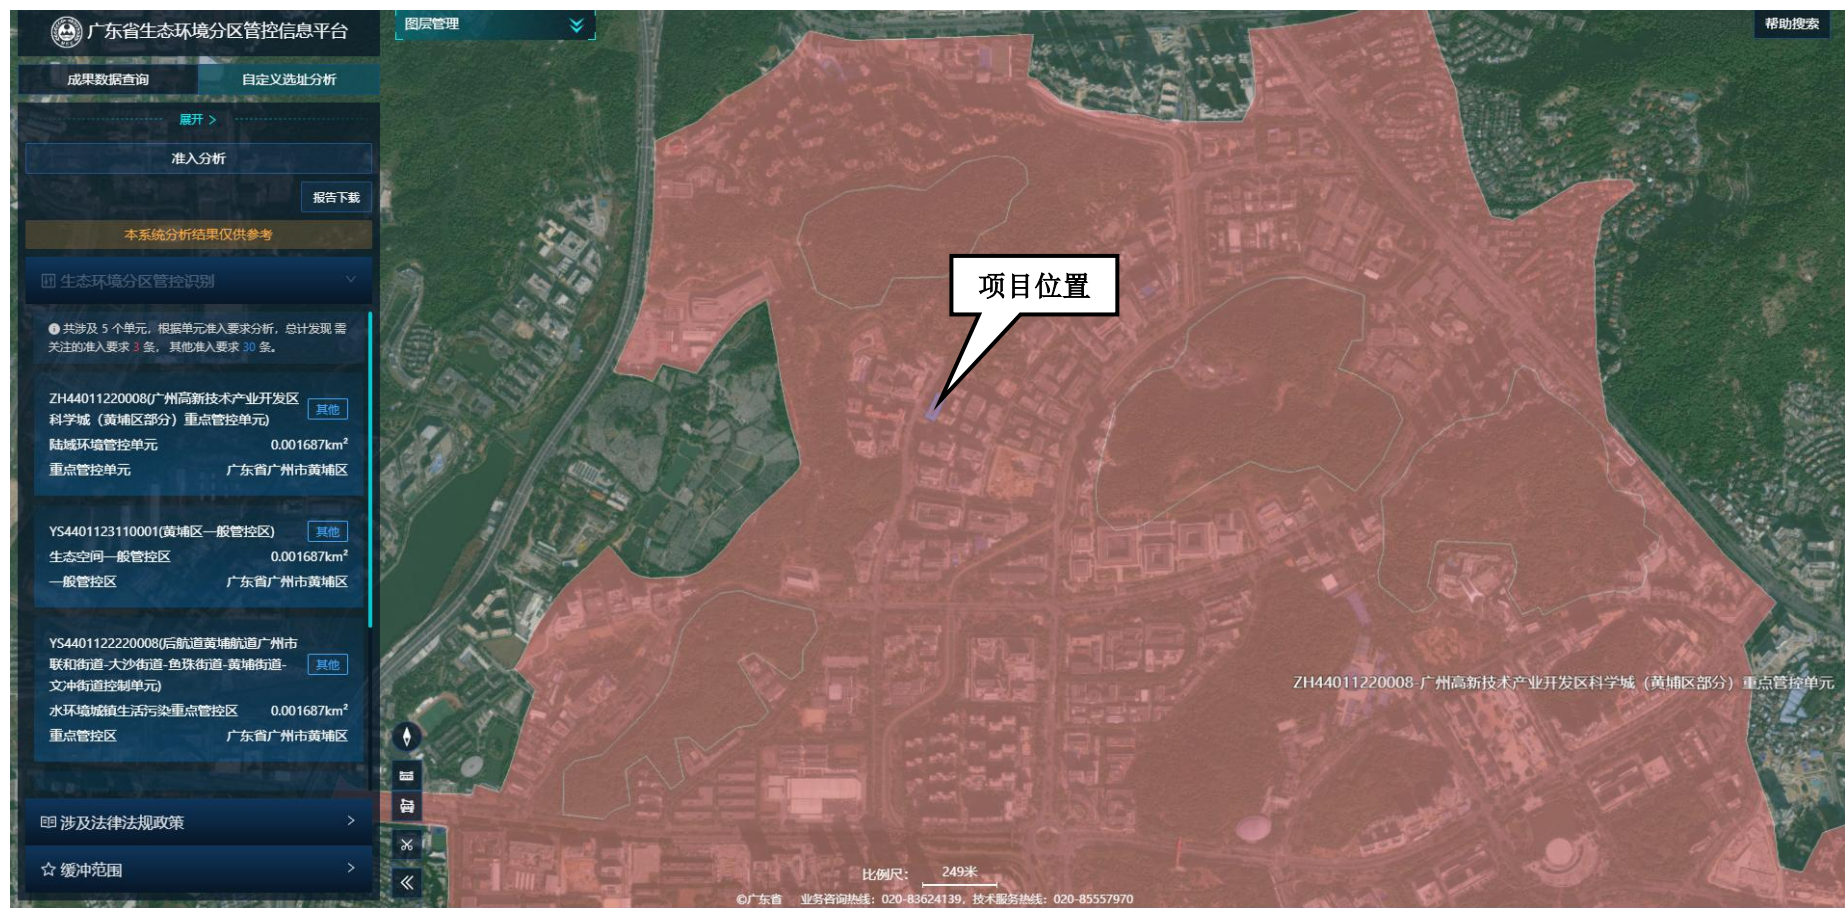 广东省生态环境分区管控信息平台
成果数据查询
自定义选址分析
展开 >
准入分析
报告下载
本系统分析结果仅供参考
生态环境分区管控识别
共涉及 5 个单元，根据单元准入要求分析，总计发现 需
关注的准入要求 3 条， 其他准入要求 30 条。
ZH44011220008(广州高新技术产业开发区
科学城（黄埔区部分）重点管控单元)
其他
陆域环境管控单元 0.001687km²
重点管控单元 广东省广州市黄埔区
YS4401123110001(黄埔区一般管控区)
其他
生态空间一般管控区 0.001687km²
一般管控区 广东省广州市黄埔区
YS4401122220008(后航道黄埔航道广州市
联和街道-大沙街道-鱼珠街道-黄埔街道-
文冲街道控制单元)
其他
水环境城镇生活污染重点管控区 0.001687km²
重点管控区 广东省广州市黄埔区
涉及法律法规政策
缓冲范围
图层管理
帮助搜索
项目位置
ZH44011220008-广州高新技术产业开发区科学城（黄埔区部分）重点管控单元
比例尺： 249米
©广东省 业务咨询热线：020-83624139，技术服务热线：020-85557970